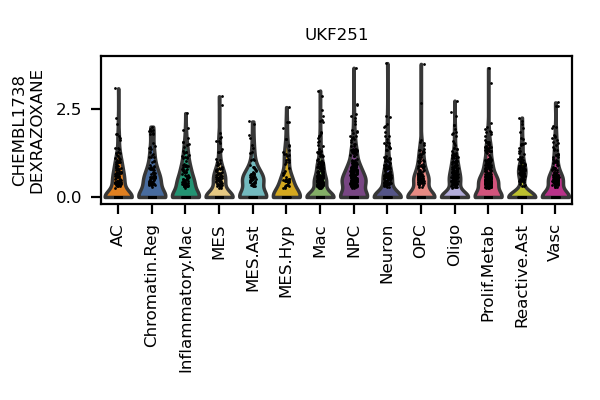 UKF251
CHEMBL1738
DEXRAZOXANE
2.5
0.0
AC
Chromatin.Reg
Inflammatory.Mac
MES
MES.Ast
MES.Hyp
Mac
NPC
Neuron
OPC
Oligo
Prolif.Metab
Reactive.Ast
Vasc